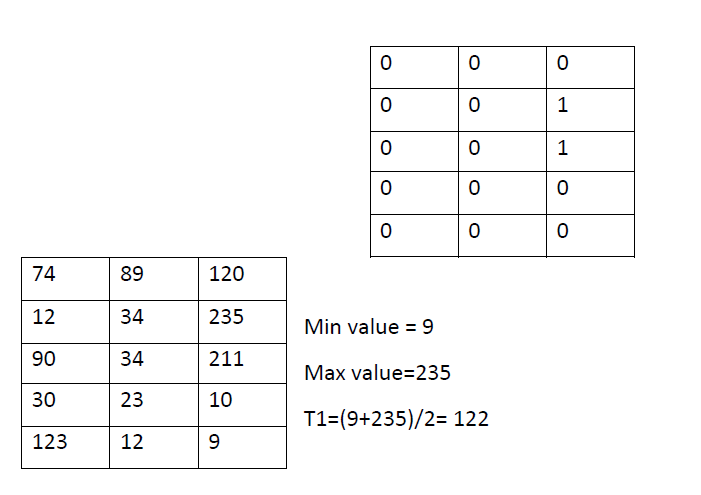 0 0 0
0 0 1
0 0 1
0 0 0
0 0 0
74 89 120
12 34 235
90 34 211
30 23 10
123 12 9
Min value = 9
Max value=235
T1=(9+235)/2= 122